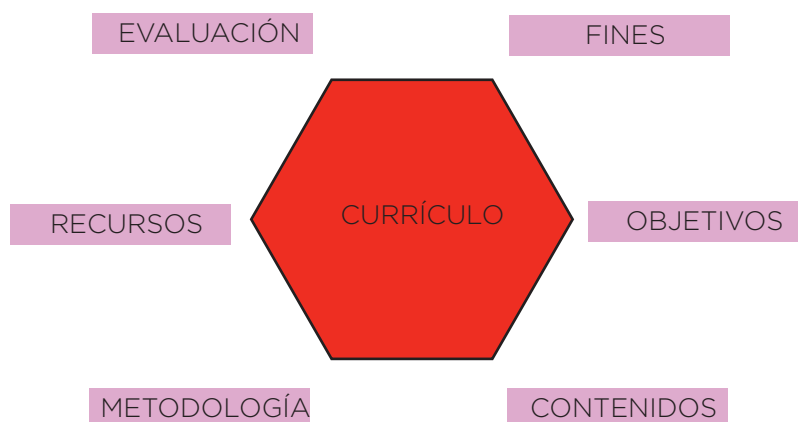 EVALUACIÓN
FINES
CURRÍCULO
RECURSOS
OBJETIVOS
METODOLOGÍA
CONTENIDOS